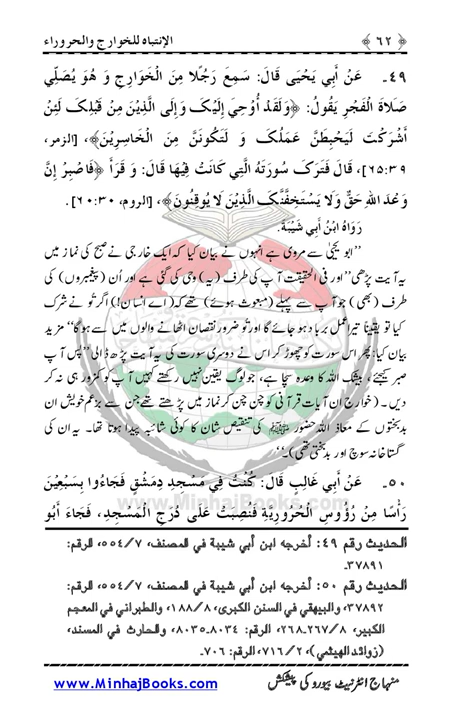 ﴿ ٦٢ ﴾ الإنتباه للخوارج والحروراء
٤٩۔ عَنْ أَبِي يَحْيَى قَالَ: سَمِعَ رَجُلًا مِنَ الْخَوَارِجِ وَ هُوَ يُصَلِّي
صَلَاةَ الْفَجْرِ يَقُولُ: ﴿وَلَقَدْ أُوْحِيَ إِلَيْکَ وَإِلَى الَّذِيْنَ مِنْ قَبْلِکَ لَئِنْ
أَشْرَکْتَ لَيَحْبَطَنَّ عَمَلُکَ وَ لَتَکُونَنَّ مِنَ الْخَاسِرِيْنَ﴾، [الزمر،
٦٥:٣٩]، قَالَ فَتَرَکَ سُورَتَهُ الَّتِي کَانَتْ فِيْهَا قَالَ: وَ قَرَأَ ﴿فَاصْبِرْ إِنَّ
وَعْدَ اللهِ حَقٌّ وَلَا يَسْتَخِفَّنَّکَ الَّذِيْنَ لَا يُوقِنُونَ﴾، [الروم، ٦٠:٣٠].
رَوَاهُ ابْنُ أَبِي شَيْبَةَ.
’’ابو یحییٰ سے مروی ہے انہوں نے بیان کیا کہ ایک خارجی نے صبح کی نماز میں
یہ آیت پڑھی ’’اور فی الحقیقت آپ کی طرف (یہ) وحی کی گئی ہے اور اُن (پیغمبروں) کی
طرف (بھی) جو آپ سے پہلے (مبعوث ہوئے) تھے کہ (اے انسان!) اگر تو نے شرک
کیا تو یقیناً تیرا عمل برباد ہو جائے گا اور تو ضرور نقصان اٹھانے والوں میں سے ہوگا‘‘ مزید
بیان کیا: پھر اس سورت کو چھوڑ کر اس نے دوسری سورت کی یہ آیت پڑھ ڈالی ’’پس آپ
صبر کیجئے، بیشک اللہ کا وعدہ سچا ہے، جو لوگ یقین نہیں رکھتے کہیں آپ کو کمزور ہی نہ کر
دیں۔ (خوارج ان آیات قرآنی کو چن چن کر نماز میں پڑھتے تھے جن سے بزعم خویش ان
بدبختوں کے معاذ اللہ حضور ﷺ کی تنقیص شان کا کوئی شائبہ پیدا ہوتا تھا۔ یہ ان کی
گستاخانہ سوچ اور بدبختی تھی)۔‘‘
٥٠۔ عَنْ أَبِي غَالِبٍ قَالَ: کُنْتُ فِي مَسْجِدِ دِمَشْقٍ فَجَاءُوا بِسَبْعِيْنَ
رَأْسًا مِنْ رُؤُوسِ الْحَرُورِيَّةِ فَنُصِبَتْ عَلَى دُرَجِ الْمَسْجِدِ، فَجَاءَ أَبُو
الحديث رقم ٤٩: أخرجه ابن أبي شيبة في المصنف، ٥٥٤/٧، الرقم:
٣٧٨٩١۔
الحديث رقم ٥٠: أخرجه ابن أبي شيبة في المصنف، ٥٥٤/٧، الرقم:
٣٧٨٩٢، والبيهقي في السنن الکبرى، ١٨٨/٨، والطبراني في المعجم
الکبير، ٢٦٧/٨۔٢٦٨، الرقم: ٨٠٣٤۔٨٠٣٥، والحارث في المسند،
(زوائد الهيثمي)، ٧١٦/٢، الرقم: ٧٠٦۔
منہاج انٹرنیٹ بیورو کی پیشکش www.MinhajBooks.com
www.MinhajBooks.com